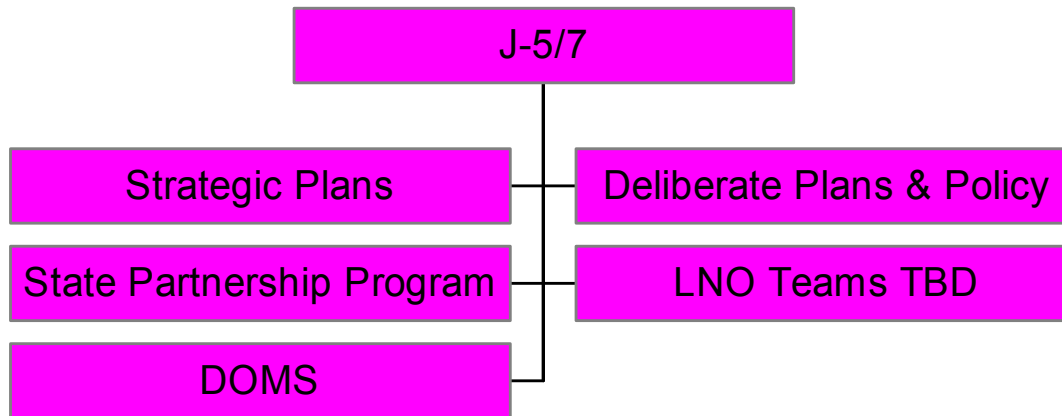 J-5/7
Strategic Plans
Deliberate Plans & Policy
State Partnership Program
LNO Teams TBD
DOMS